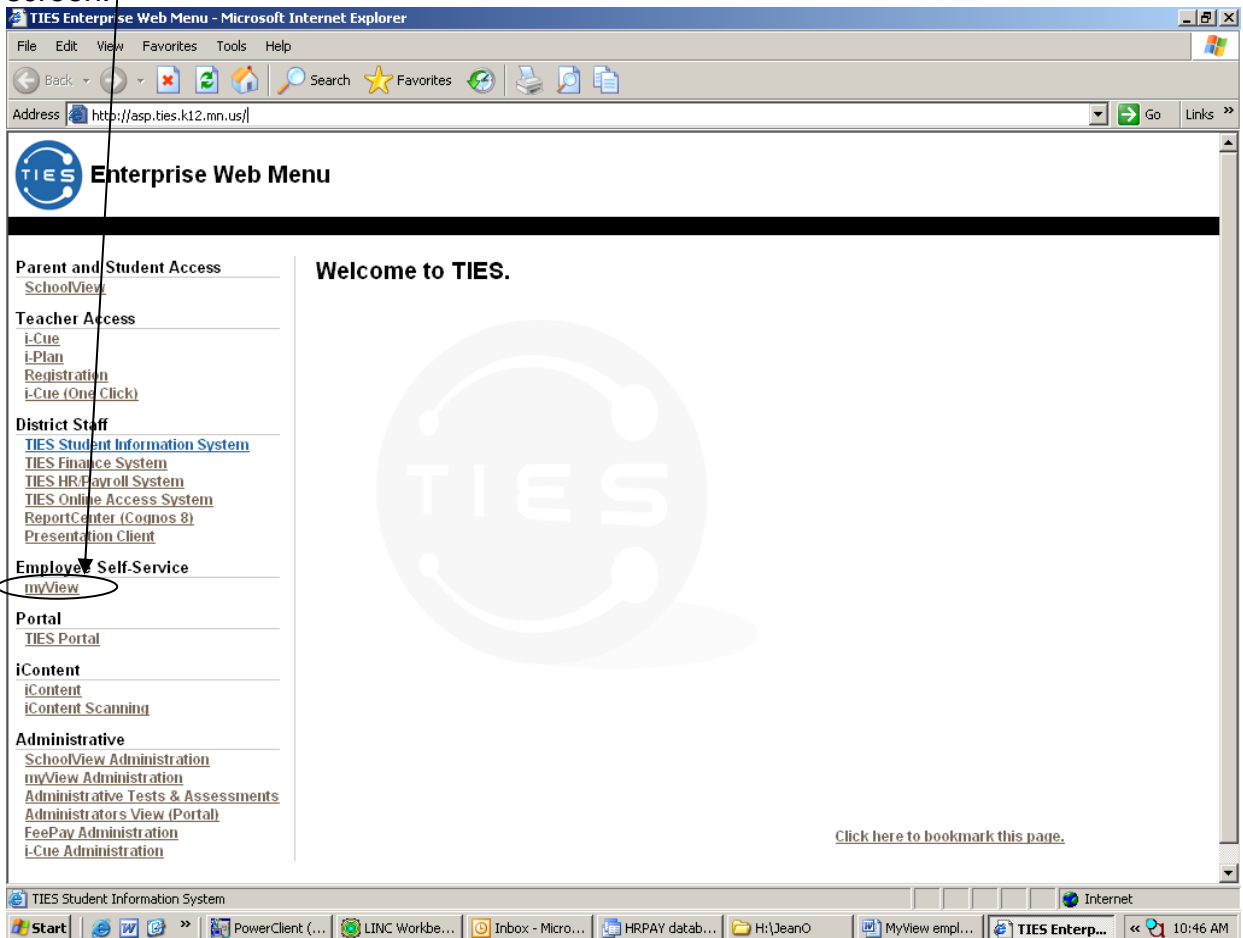 screen.
TIES Enterprise Web Menu - Microsoft Internet Explorer
File Edit View Favorites Tools Help
Back Search Favorites
Address http://asp.ties.k12.mn.us/ Go Links »
TIES Enterprise Web Menu
Parent and Student Access
SchoolView
Welcome to TIES.
Teacher Access
i-Cue
i-Plan
Registration
i-Cue (One Click)
District Staff
TIES Student Information System
TIES Finance System
TIES HR/Payroll System
TIES Online Access System
ReportCenter (Cognos 8)
Presentation Client
TIES
Employee Self-Service
myView
Portal
TIES Portal
iContent
iContent
iContent Scanning
Administrative
SchoolView Administration
myView Administration
Administrative Tests & Assessments
Administrators View (Portal)
FeePay Administration
i-Cue Administration
Click here to bookmark this page.
TIES Student Information System Internet
Start » PowerClient (... LINC Workbe... Inbox - Micro... HRPAY datab... H:\JeanO MyView empl... TIES Enterp... « 10:46 AM